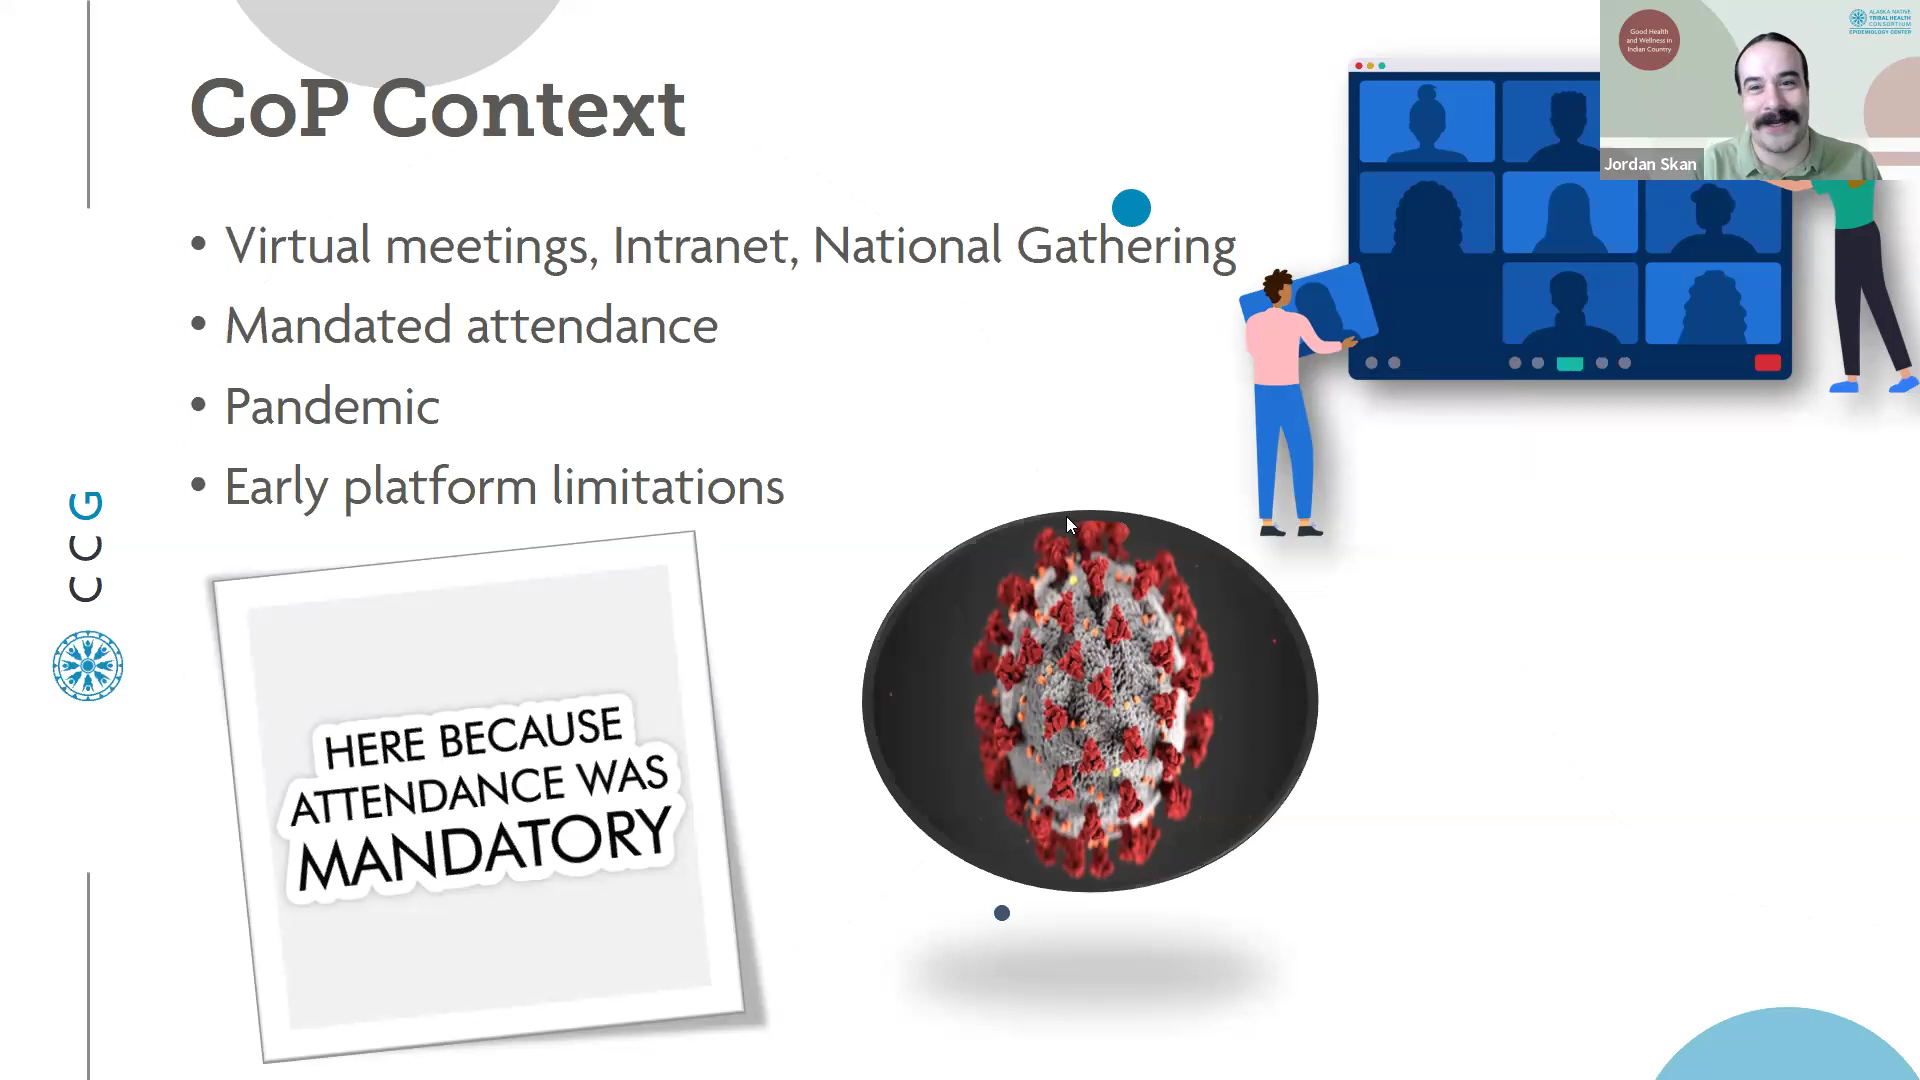 CoP Context
• Virtual meetings, Intranet, National Gathering
• Mandated attendance
• Pandemic
• Early platform limitations
HERE BECAUSE
ATTENDANCE WAS
MANDATORY
CCG
Good Health
and Wellness in
Indian Country
ALASKA NATIVE
TRIBAL HEALTH
CONSORTIUM
EPIDEMIOLOGY CENTER
Jordan Skan